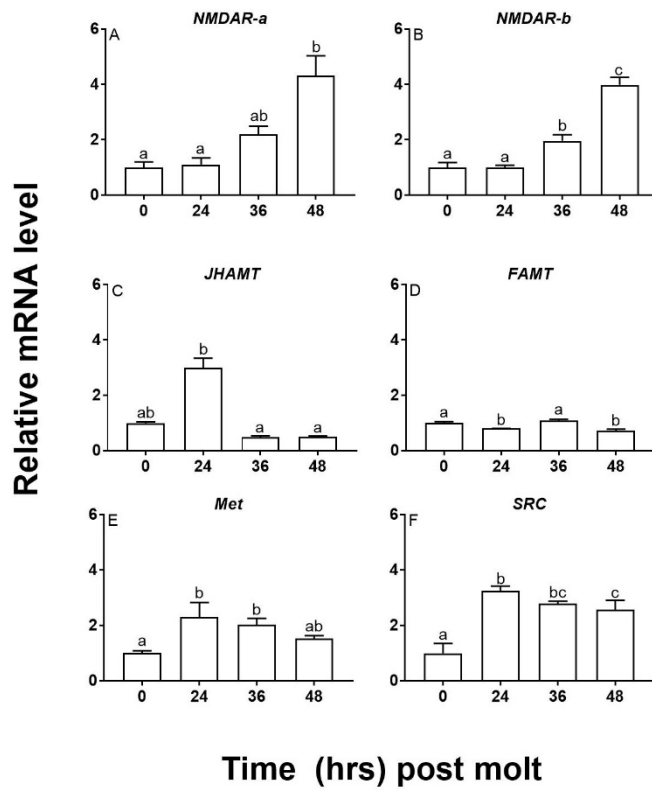 Relative mRNA level
NMDAR-a
A
6
4
2
0
a
a
ab
b
0 24 36 48
NMDAR-b
B
6
4
2
0
a
a
b
c
0 24 36 48
JHAMT
C
6
4
2
0
ab
b
a
a
0 24 36 48
FAMT
D
6
4
2
0
a
b
a
b
0 24 36 48
Met
E
6
4
2
0
a
b
b
ab
0 24 36 48
SRC
F
6
4
2
0
a
b
bc
c
0 24 36 48
Time (hrs) post molt